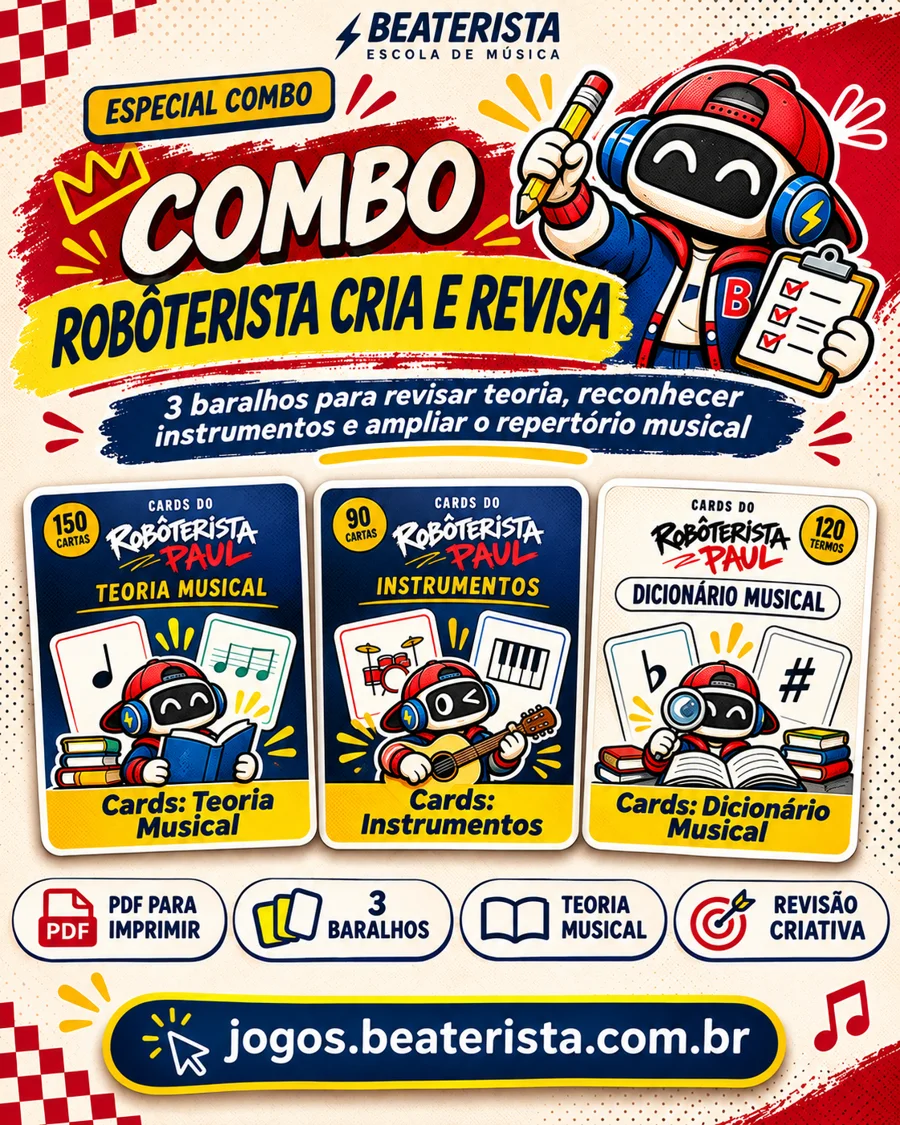 BEATERISTA
ESCOLA DE MÚSICA
ESPECIAL COMBO
COMBO
ROBÔTERISTA CRIA E REVISA
B
3 baralhos para revisar teoria, reconhecer
instrumentos e ampliar o repertório musical
150
CARTAS
CARDS DO
ROBÔTERISTA
PAUL
TEORIA MUSICAL
Cards: Teoria
Musical
90
CARTAS
CARDS DO
ROBÔTERISTA
PAUL
INSTRUMENTOS
Cards:
Instrumentos
CARDS DO
ROBÔTERISTA
PAUL
120
TERMOS
DICIONÁRIO MUSICAL
Cards: Dicionário
Musical
PDF
PDF PARA
IMPRIMIR
3
BARALHOS
TEORIA
MUSICAL
REVISÃO
CRIATIVA
jogos.beaterista.com.br